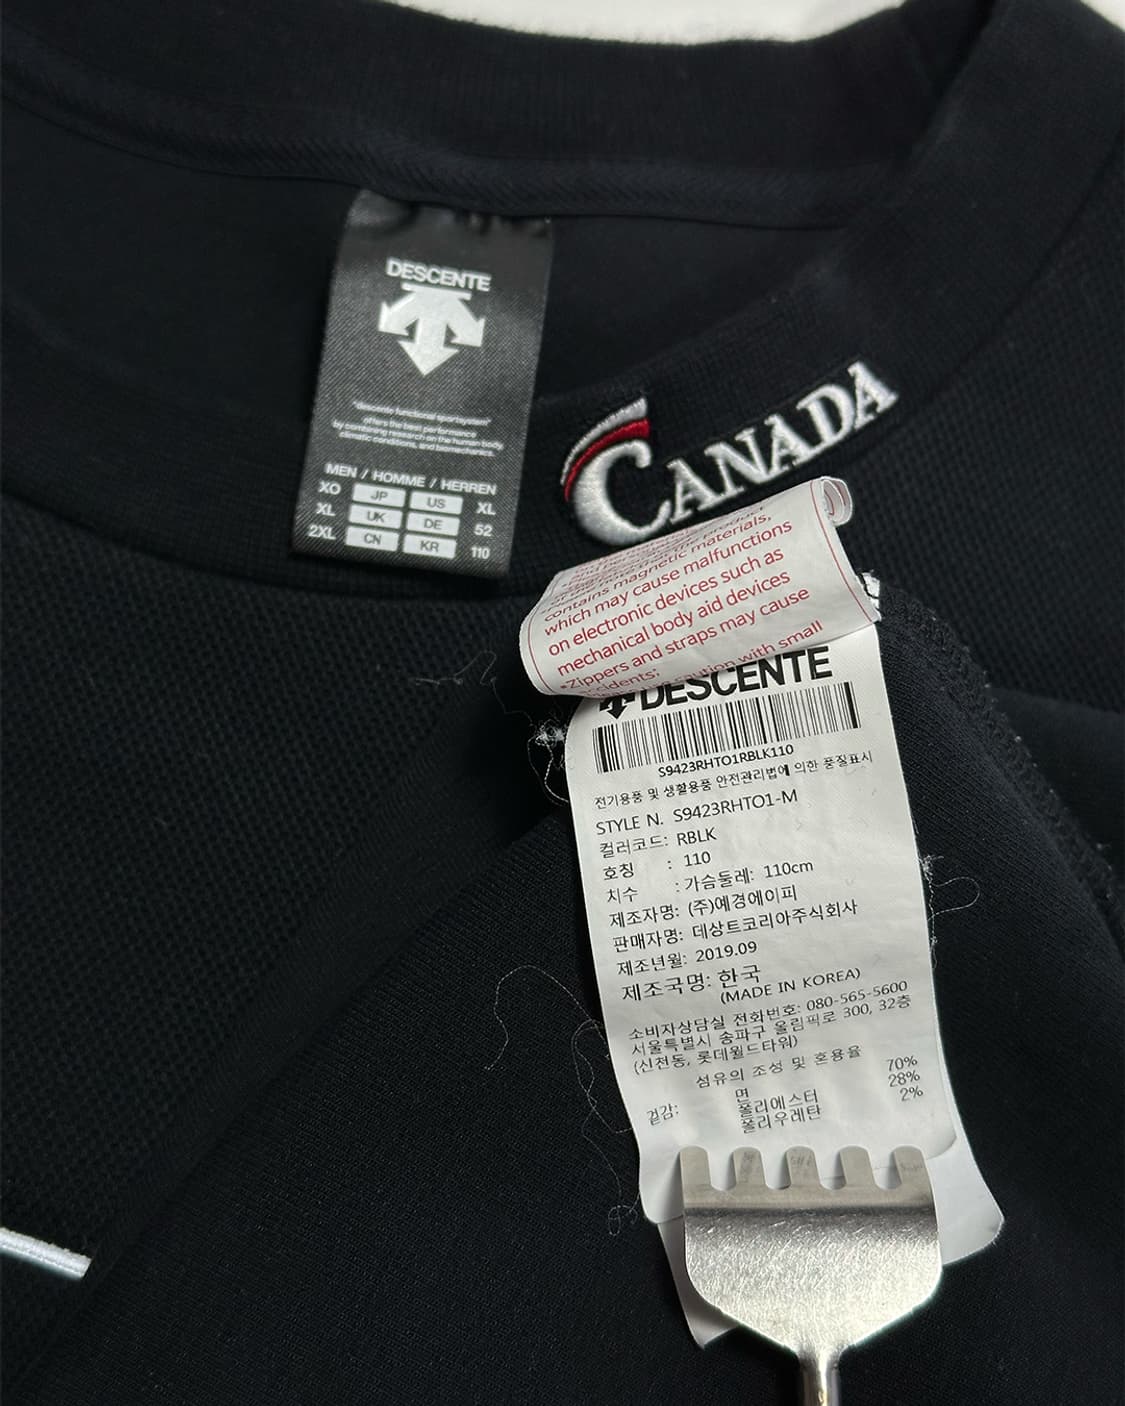 DESCENTE
"descente functional sportsystem"
offers the best performance
by combining research on the human body,
climatic conditions, and biomechanics.
MEN / HOMME / HERREN
XO JP US XL
XL UK DE 52
2XL CN KR 110
CANADA
product
materials,
contains magnetic materials,
which may cause malfunctions
on electronic devices such as
mechanical body aid devices
*Zippers and straps may cause
caution with small
DESCENTE
S9423RHTO1RBLK110
전기용품 및 생활용품 안전관리법에 의한 품질표시
STYLE N. S9423RHTO1-M
컬러코드: RBLK
호칭 : 110
치수 : 가슴둘레: 110cm
제조자명: (주)예경에이피
판매자명: 데상트코리아주식회사
제조년월: 2019.09
제조국명: 한국
(MADE IN KOREA)
소비자상담실 전화번호: 080-565-5600
서울특별시 송파구 올림픽로 300, 32층
(신천동, 롯데월드타워)
섬유의 조성 및 혼용율
겉감: 면 70%
폴리에스터 28%
폴리우레탄 2%